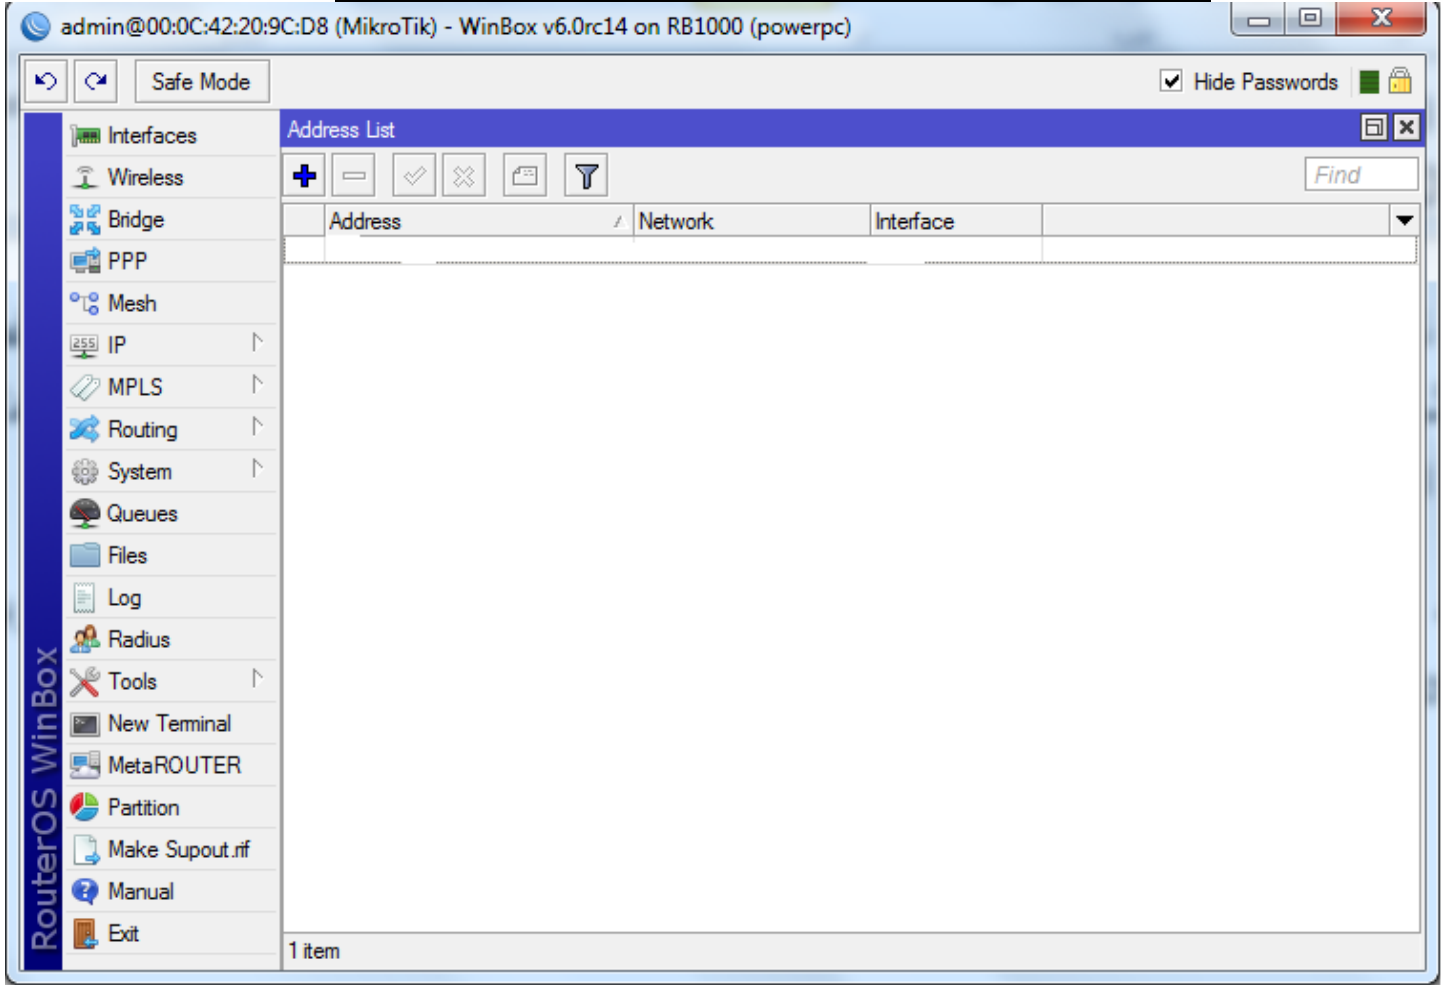 admin@00:0C:42:20:9C:D8 (MikroTik) - WinBox v6.0rc14 on RB1000 (powerpc)
Safe Mode
Hide Passwords
RouterOS WinBox
Interfaces
Wireless
Bridge
PPP
Mesh
255 IP
MPLS
Routing
System
Queues
Files
Log
Radius
Tools
New Terminal
MetaROUTER
Partition
Make Supout.rif
Manual
Exit
Address List
Find
Address Network Interface
1 item